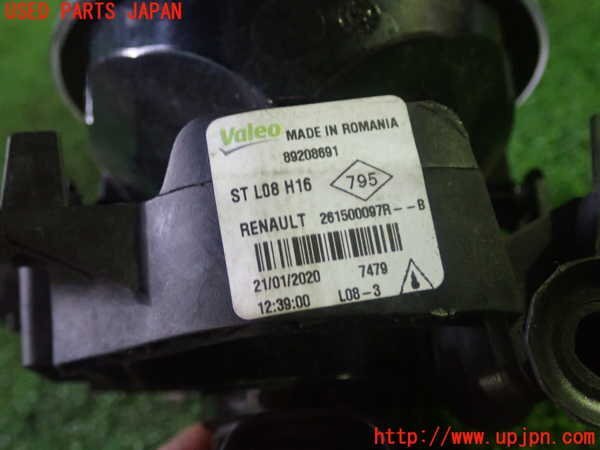 USED PARTS JAPAN
Valeo MADE IN ROMANIA
89208691
ST L08 H16 795
RENAULT 261500097R--B
21/01/2020 7479
12:39:00 L08-3
http://www.upjpn.com/